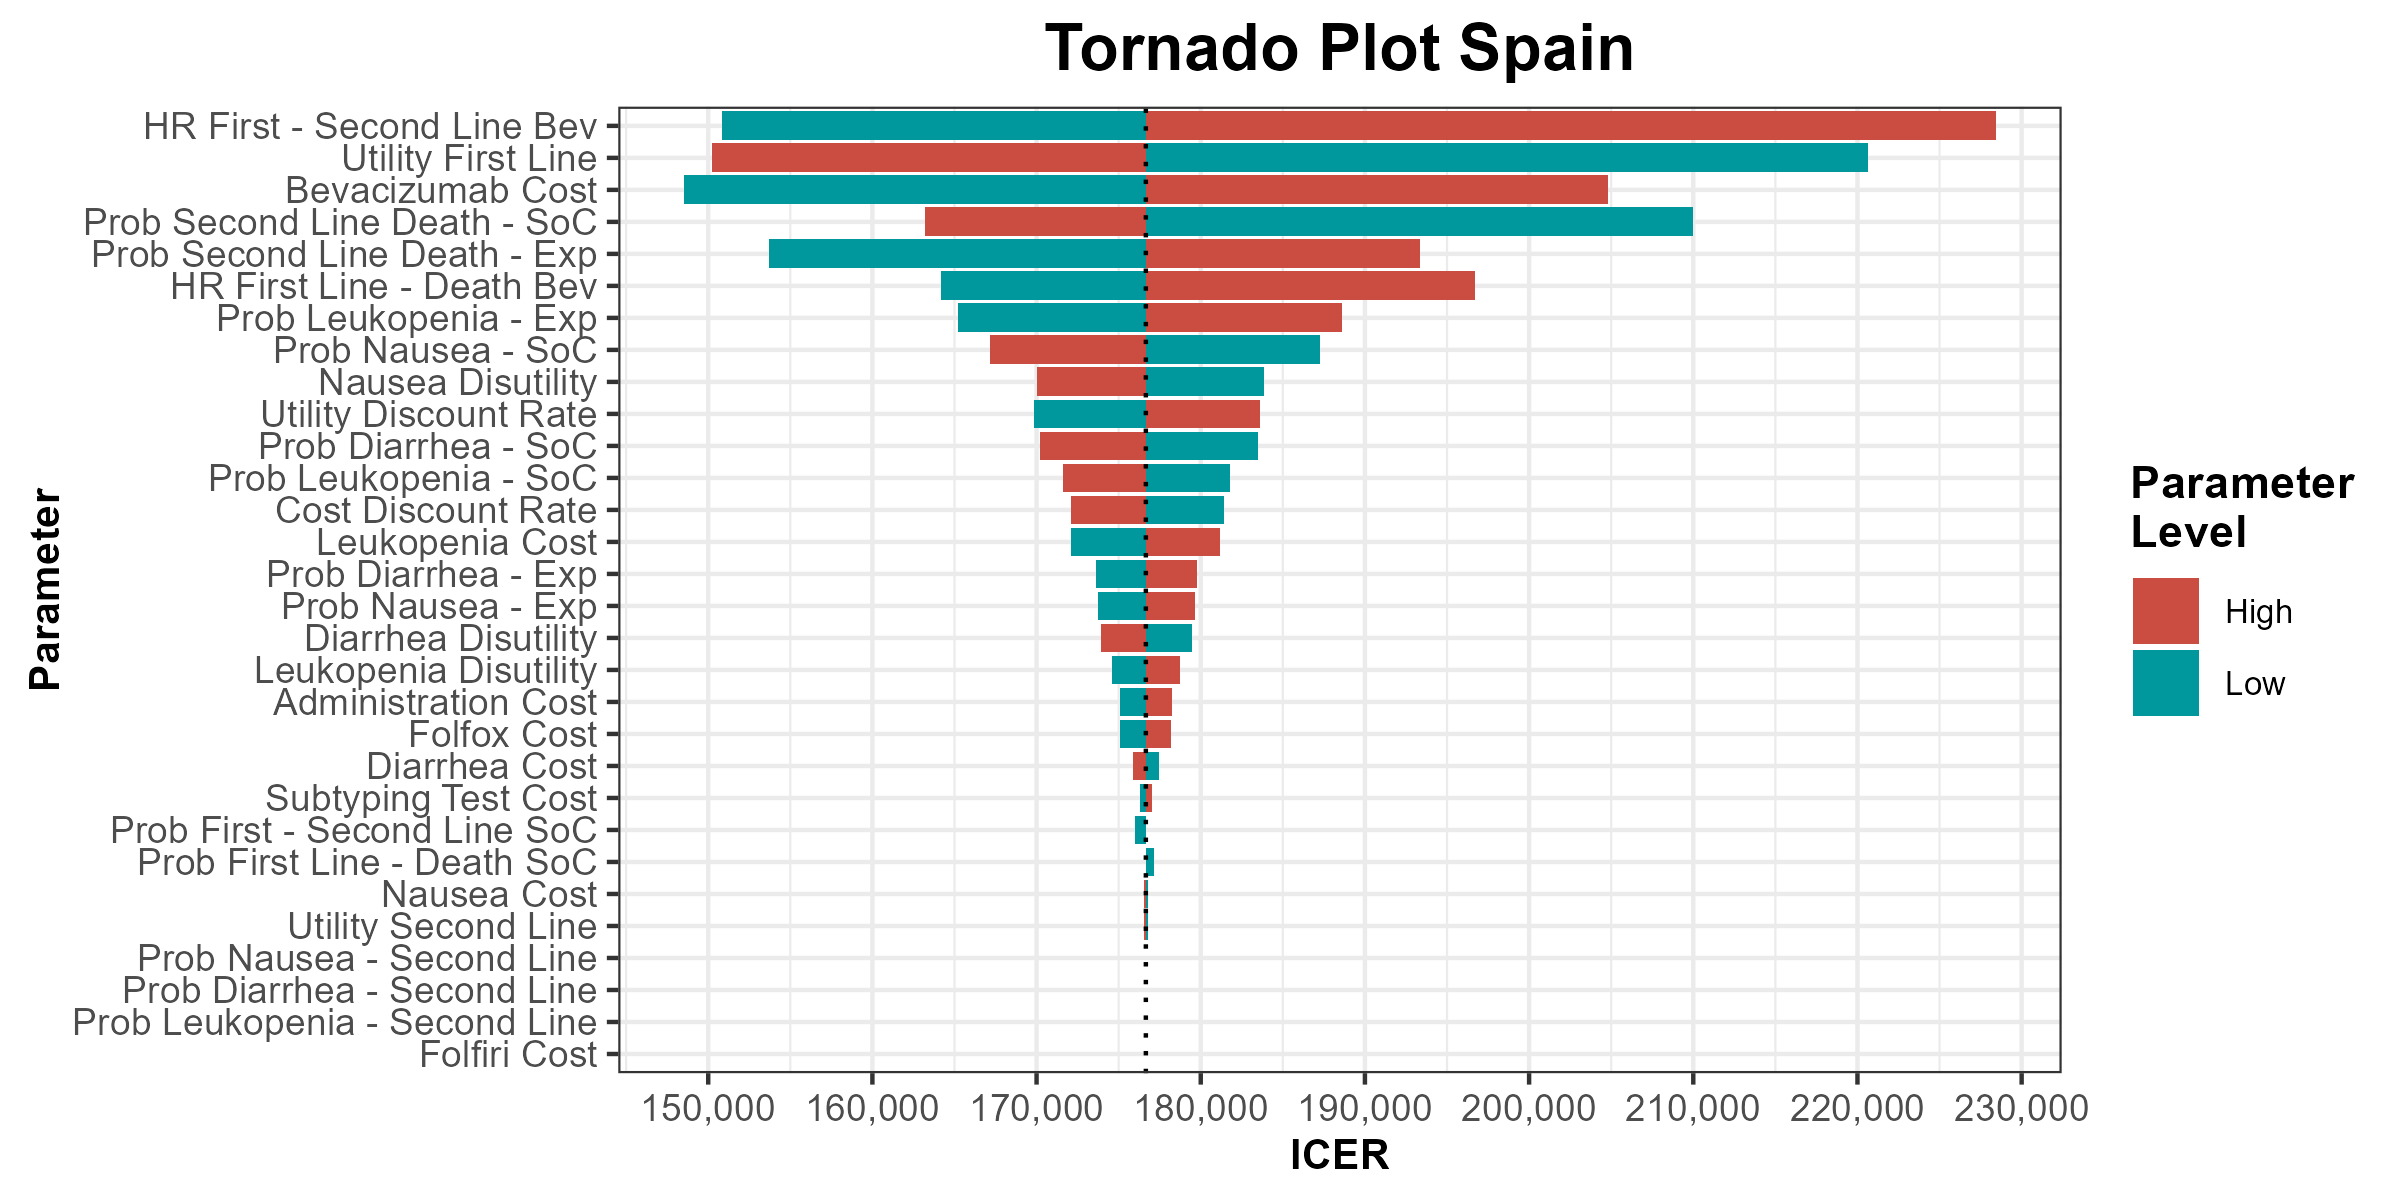 Tornado Plot Spain
Parameter
HR First - Second Line Bev
Utility First Line
Bevacizumab Cost
Prob Second Line Death - SoC
Prob Second Line Death - Exp
HR First Line - Death Bev
Prob Leukopenia - Exp
Prob Nausea - SoC
Nausea Disutility
Utility Discount Rate
Prob Diarrhea - SoC
Prob Leukopenia - SoC
Cost Discount Rate
Leukopenia Cost
Prob Diarrhea - Exp
Prob Nausea - Exp
Diarrhea Disutility
Leukopenia Disutility
Administration Cost
Folfox Cost
Diarrhea Cost
Subtyping Test Cost
Prob First - Second Line SoC
Prob First Line - Death SoC
Nausea Cost
Utility Second Line
Prob Nausea - Second Line
Prob Diarrhea - Second Line
Prob Leukopenia - Second Line
Folfiri Cost
150,000 160,000 170,000 180,000 190,000 200,000 210,000 220,000 230,000
ICER
Parameter
Level
High
Low